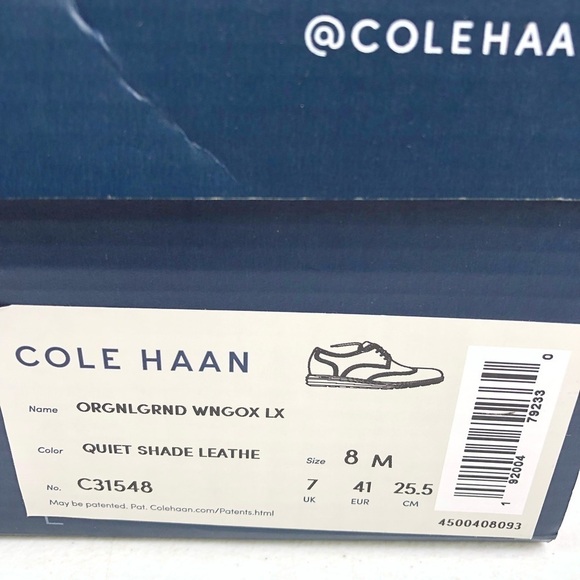 @COLEHAA
COLE HAAN
Name ORGNLGRND WNGOX LX
Color QUIET SHADE LEATHE
No. C31548
May be patented. Pat. Colehaan.com/Patents.html
Size 8 M
7 41 25.5
UK EUR CM
1 92004 79233 0
4500408093